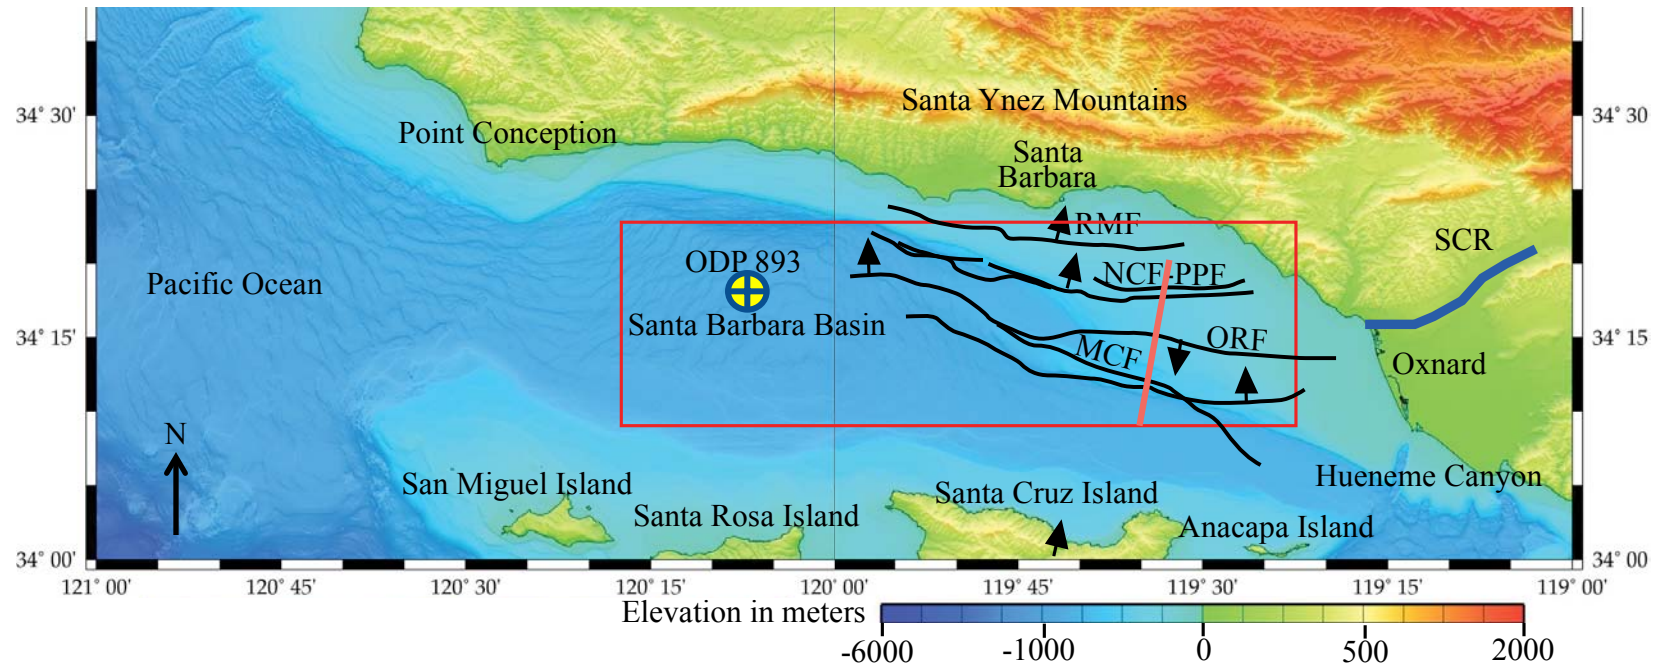 Santa Ynez Mountains
34° 30'
34° 30
Point Conception
Santa
Barbara
RMF
SCR
ODP 893
NCF-PPF
Pacific Ocean
Santa Barbara Basin
34° 15'
34° 15
ORF
MCF
Oxnard
N
San Miguel Island
Santa Rosa Island
Santa Cruz Island
Hueneme Canyon
Anacapa Island
34° 00'
34° 00
121° 00'
120° 45'
120° 30'
120° 15'
120° 00'
119° 45'
119° 30'
119° 15'
119° 00'
Elevation in meters
-6000
-1000
0
500
2000